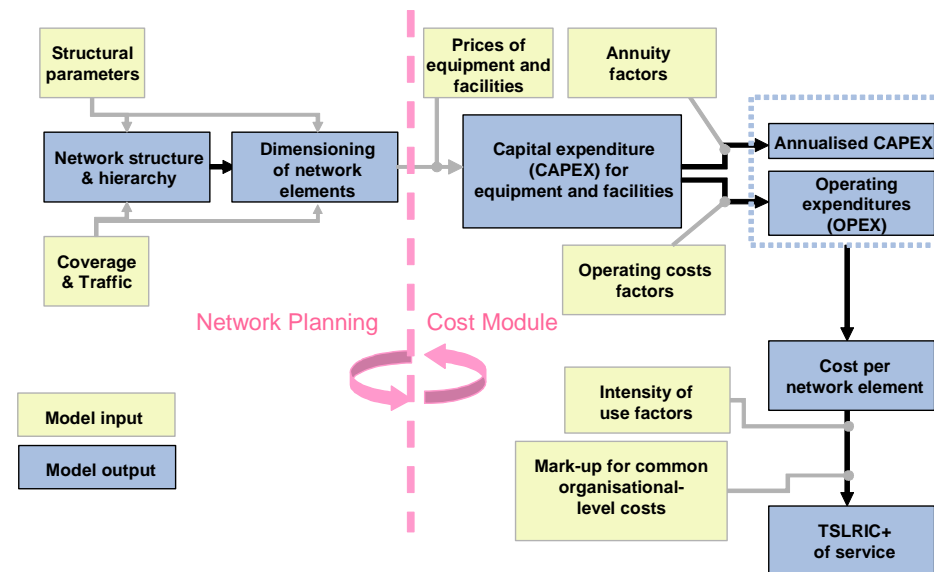 Structural
parameters
Prices of
equipment and
facilities
Annuity
factors
Network structure
& hierarchy
Dimensioning
of network
elements
Capital expenditure
(CAPEX) for
equipment and facilities
Annualised CAPEX
Operating
expenditures
(OPEX)
Coverage
& Traffic
Operating costs
factors
Network Planning
Cost Module
Cost per
network element
Intensity of
use factors
Model input
Model output
Mark-up for common
organisational-
level costs
TSLRIC+
of service